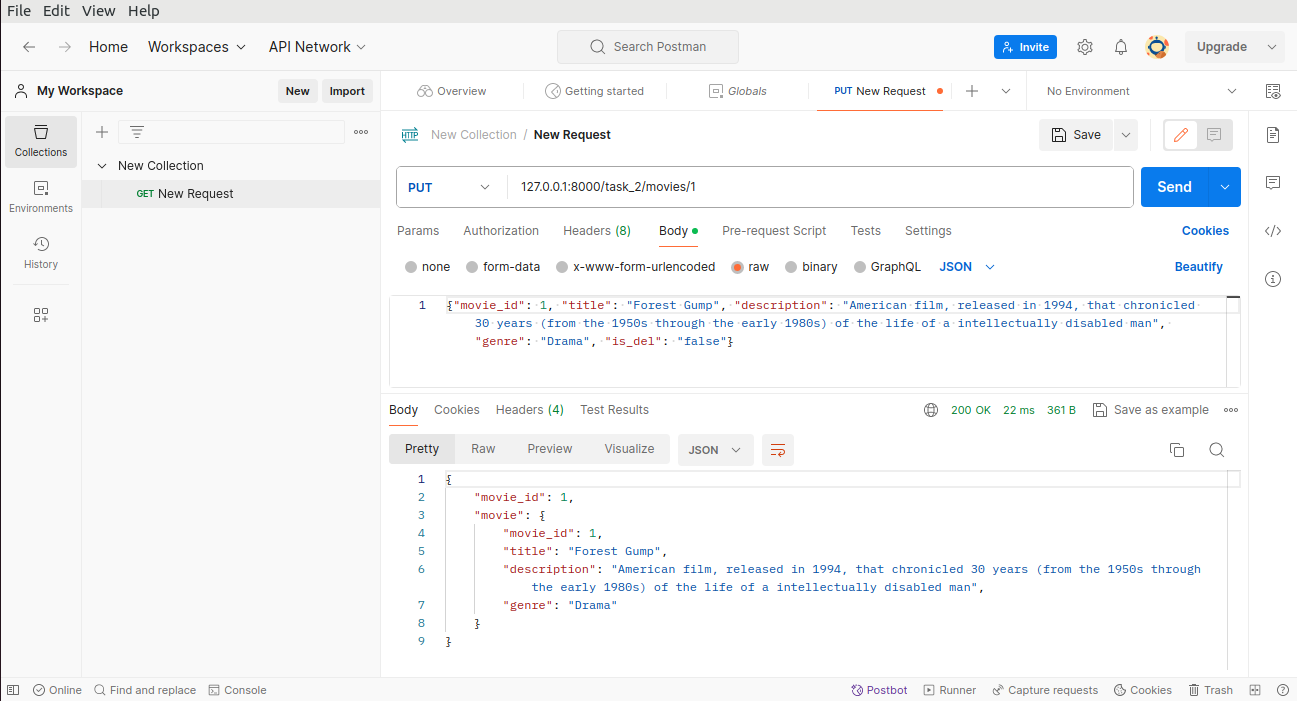 File Edit View Help
Home Workspaces API Network Search Postman Invite Upgrade
My Workspace New Import Overview Getting started Globals PUT New Request No Environment
Collections
New Collection
GET New Request
Environments
History
HTTP New Collection / New Request Save
PUT 127.0.0.1:8000/task_2/movies/1 Send
Params Authorization Headers (8) Body Pre-request Script Tests Settings Cookies
none form-data x-www-form-urlencoded raw binary GraphQL JSON Beautify
1 {"movie_id": 1, "title": "Forest Gump", "description": "American film, released in 1994, that chronicled
30 years (from the 1950s through the early 1980s) of the life of a intellectually disabled man",
"genre": "Drama", "is_del": "false"}
Body Cookies Headers (4) Test Results 200 OK 22 ms 361 B Save as example
Pretty Raw Preview Visualize JSON
1 {
2 "movie_id": 1,
3 "movie": {
4 "movie_id": 1,
5 "title": "Forest Gump",
6 "description": "American film, released in 1994, that chronicled 30 years (from the 1950s through
the early 1980s) of the life of a intellectually disabled man",
7 "genre": "Drama"
8 }
9 }
Online Find and replace Console Postbot Runner Capture requests Cookies Trash